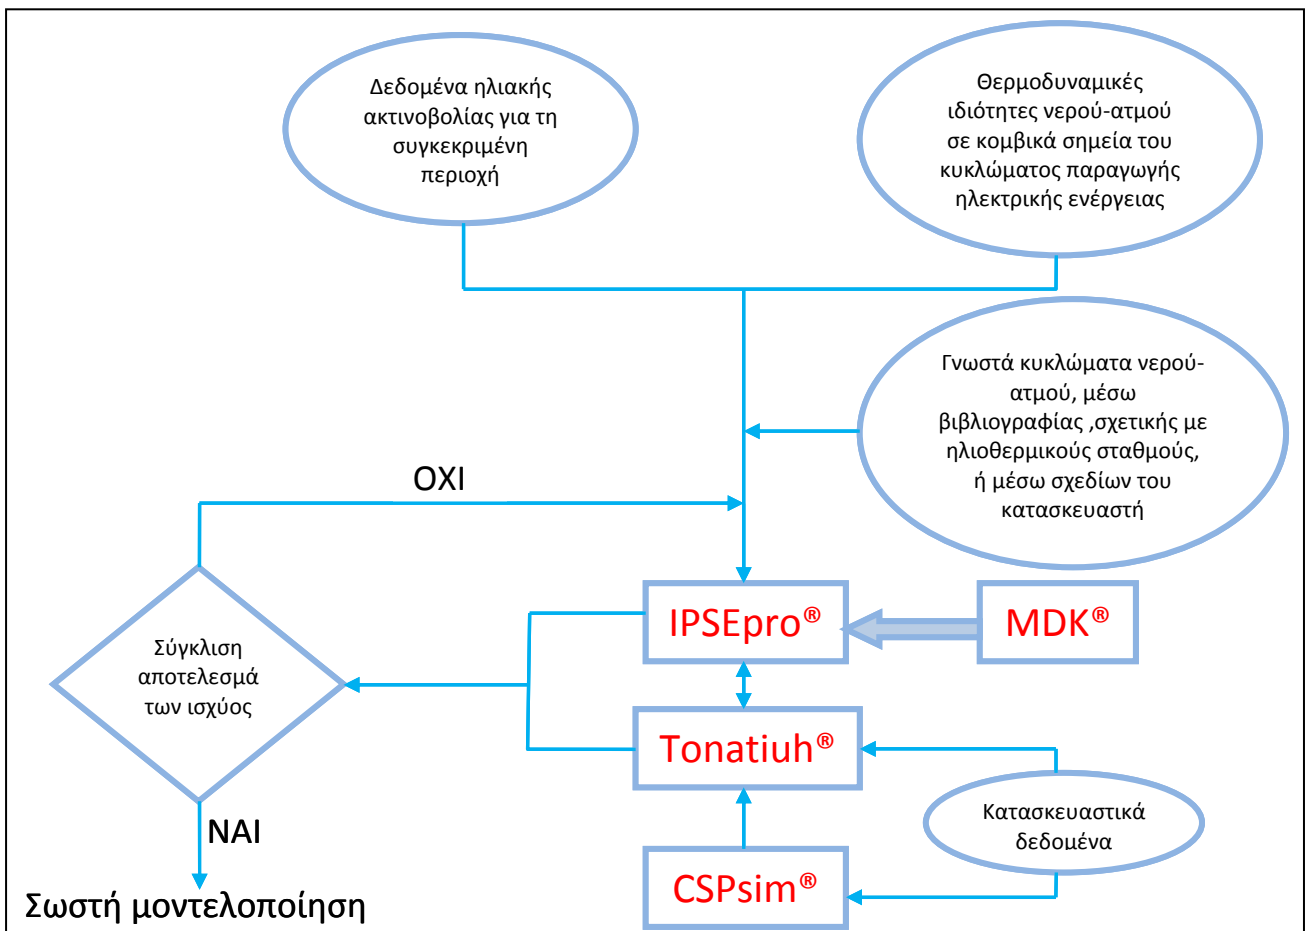 Δεδομένα ηλιακής
ακτινοβολίας για τη
συγκεκριμένη
περιοχή
Θερμοδυναμικές
ιδιότητες νερού-ατμού
σε κομβικά σημεία του
κυκλώματος παραγωγής
ηλεκτρικής ενέργειας
Γνωστά κυκλώματα νερού-
ατμού, μέσω
βιβλιογραφίας ,σχετικής με
ηλιοθερμικούς σταθμούς,
ή μέσω σχεδίων του
κατασκευαστή
ΟΧΙ
IPSEpro®
MDK®
Σύγκλιση
αποτελεσμά
των ισχύος
Tonatiuh®
Κατασκευαστικά
δεδομένα
ΝΑΙ
CSPsim®
Σωστή μοντελοποίηση